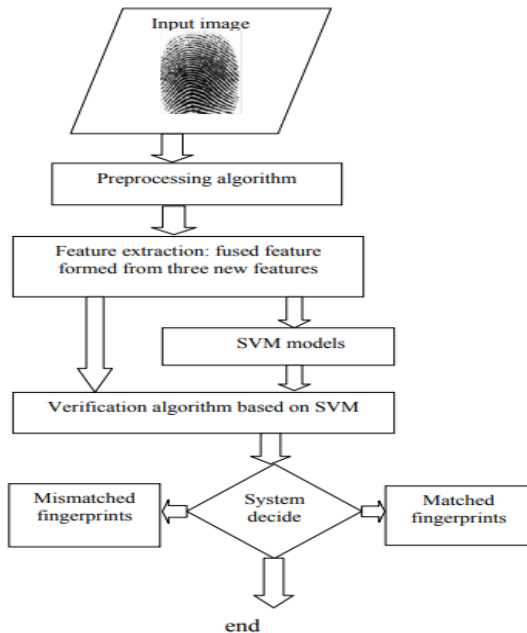 Input image
Preprocessing algorithm
Feature extraction: fused feature
formed from three new features
SVM models
Verification algorithm based on SVM
Mismatched
fingerprints
System
decide
Matched
fingerprints
end